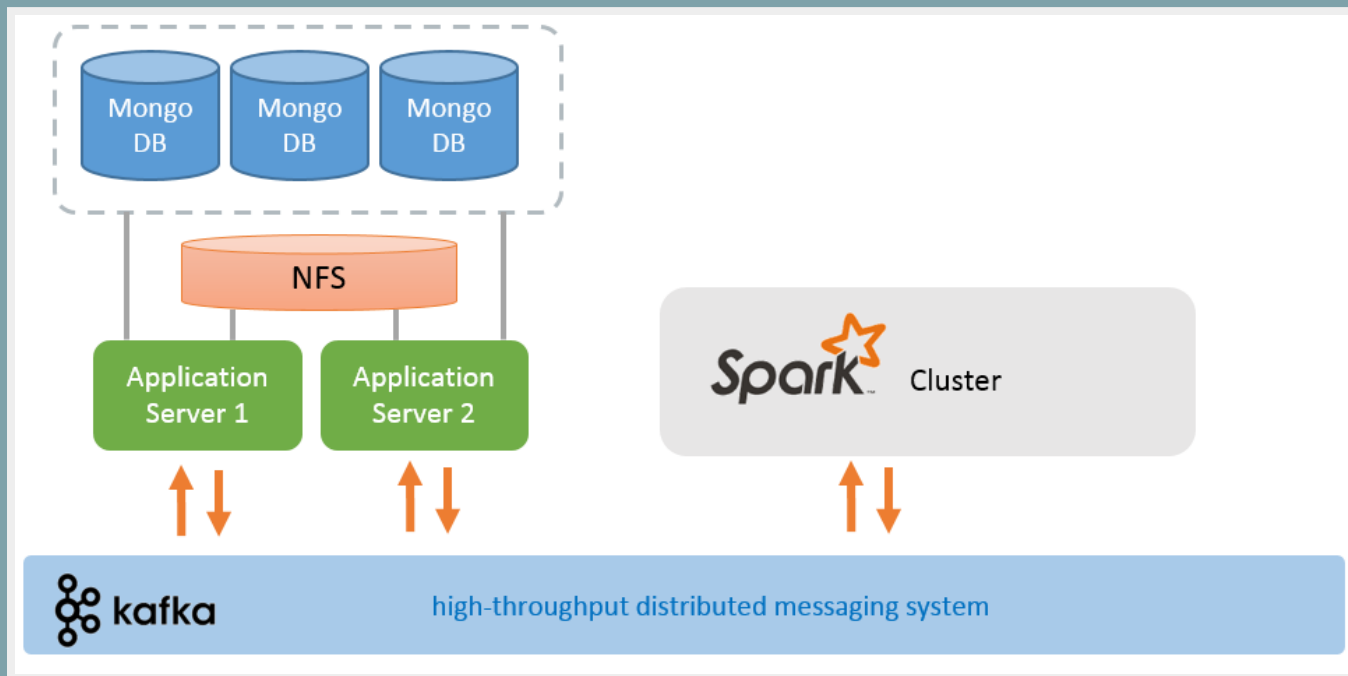 Mongo
DB
Mongo
DB
Mongo
DB
NFS
Application
Server 1
Application
Server 2
Spark™ Cluster
kafka
high-throughput distributed messaging system